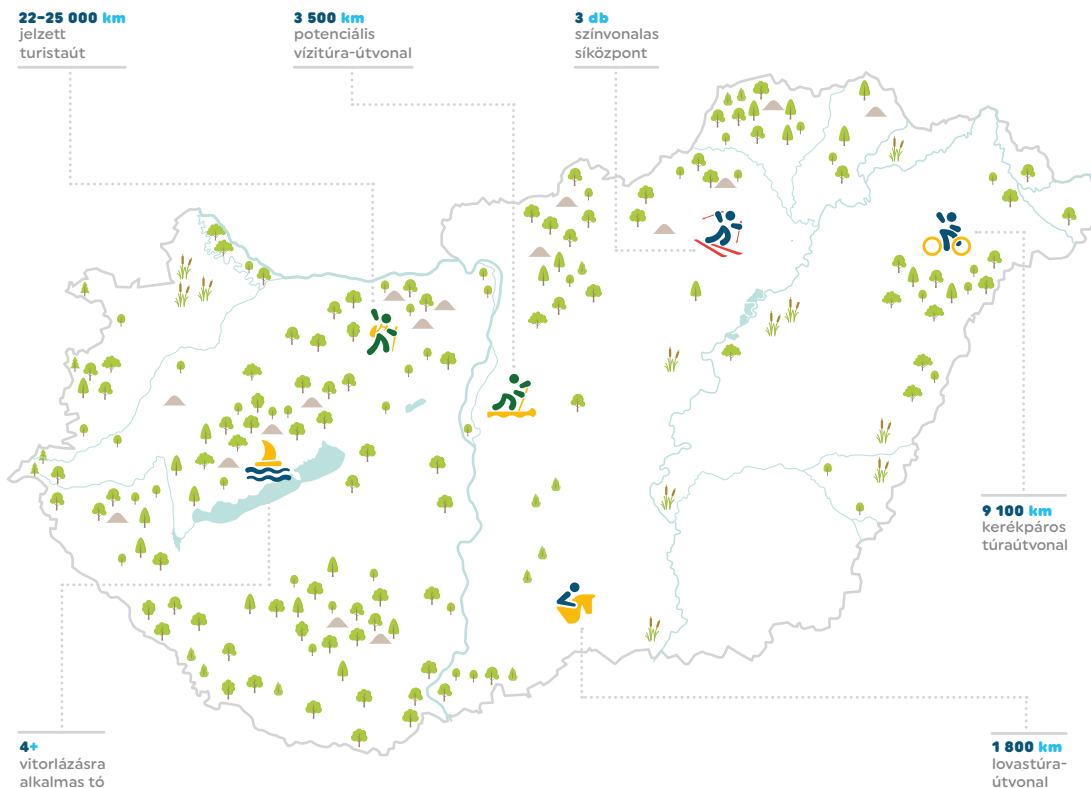 22-25 000 km
jelzett
turistaút
3 500 km
potenciális
vízitúra-útvonal
3 db
színvonalas
síközpont
9 100 km
kerékpáros
túraútvonal
4+
vitorlázásra
alkalmas tó
1 800 km
lovastúra-
útvonal